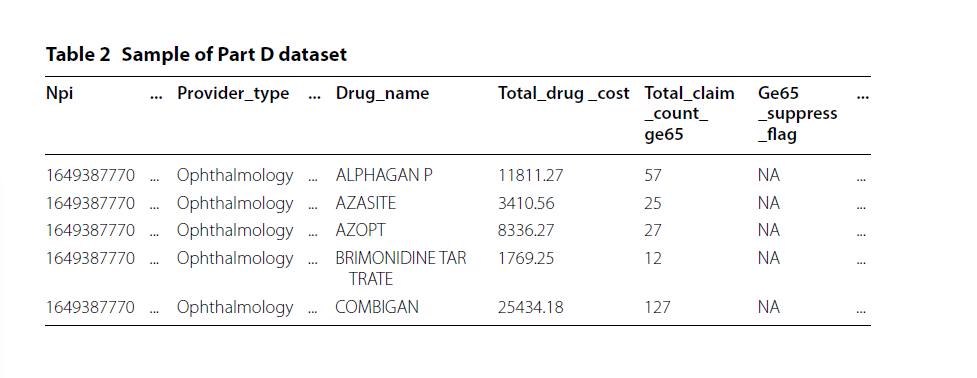 Table 2 Sample of Part D dataset
Npi ... Provider_type ... Drug_name Total_drug _cost Total_claim _count_ ge65 Ge65 _suppress _flag ...
1649387770 ... Ophthalmology ... ALPHAGAN P 11811.27 57 NA ...
1649387770 ... Ophthalmology ... AZASITE 3410.56 25 NA ...
1649387770 ... Ophthalmology ... AZOPT 8336.27 27 NA ...
1649387770 ... Ophthalmology ... BRIMONIDINE TAR 1769.25 12 NA ...
TRATE
1649387770 ... Ophthalmology ... COMBIGAN 25434.18 127 NA ...